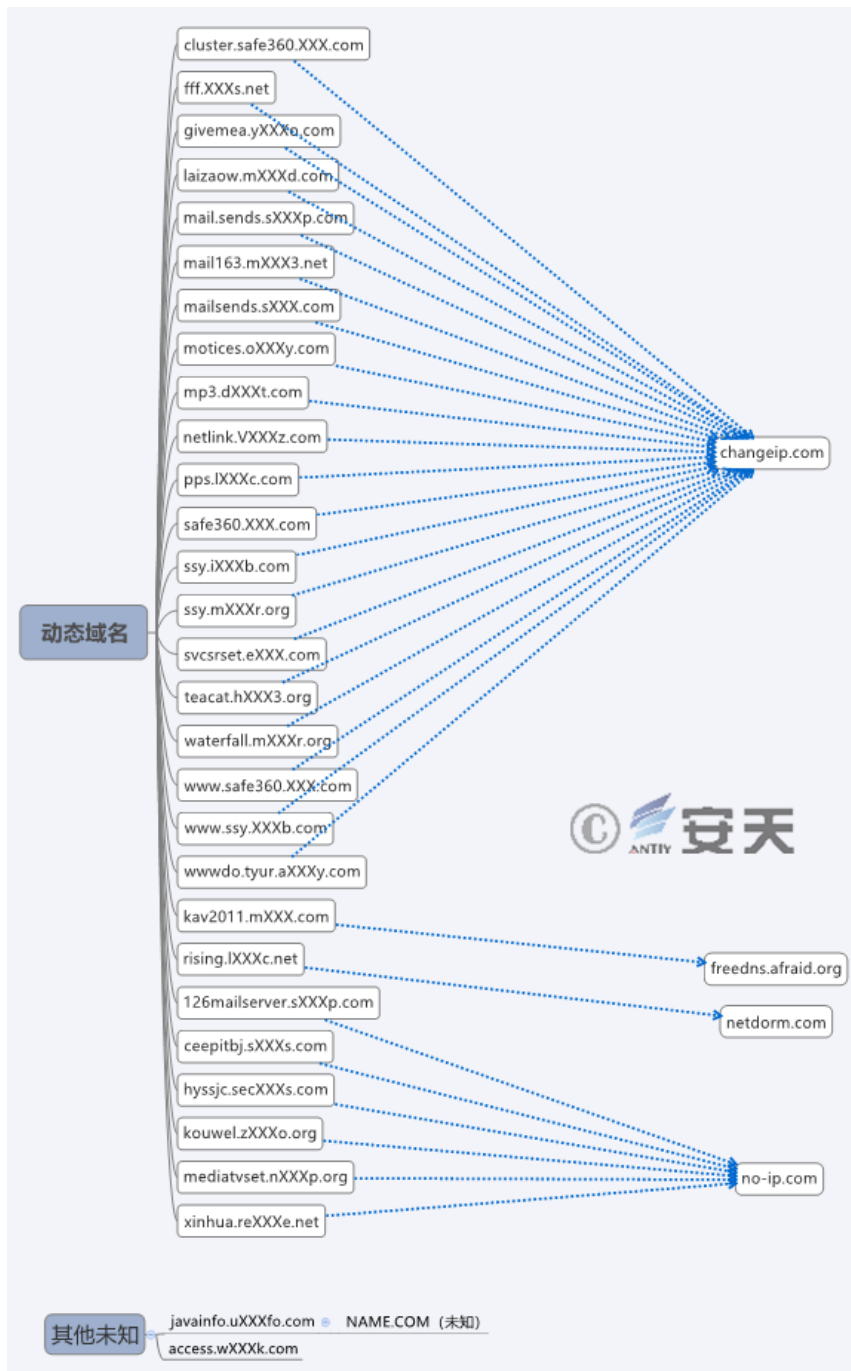 cluster.safe360.XXX.com
fff.XXXs.net
givemea.yXXXo.com
laizaow.mXXXd.com
mail.sends.sXXXp.com
mail163.mXXX3.net
mailsends.sXXX.com
motices.oXXXy.com
mp3.dXXXt.com
netlink.VXXXz.com
changeip.com
pps.lXXXc.com
safe360.XXX.com
ssy.iXXXb.com
ssy.mXXXr.org
动态域名
svcsrset.eXXX.com
teacat.hXXX3.org
waterfall.mXXXr.org
www.safe360.XXX.com
www.ssy.XXXb.com
© ANTIY 安天
wwwdo.tyur.aXXXy.com
kav2011.mXXX.com
rising.lXXXc.net
freedns.afraid.org
126mailserver.sXXXp.com
netdorm.com
ceepitbj.sXXXs.com
hyssjc.secXXXs.com
kouwel.zXXXo.org
mediatvset.nXXXp.org
no-ip.com
xinhua.reXXXe.net
其他未知
javainfo.uXXXfo.com
NAME.COM（未知）
access.wXXXk.com